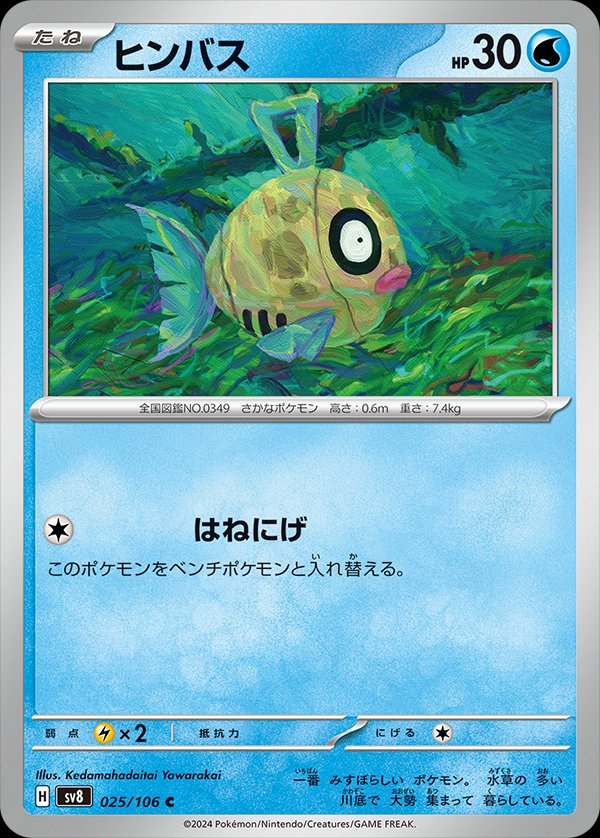 たね
ヒンバス
HP30
全国図鑑NO.0349 さかなポケモン 高さ:0.6m 重さ:7.4kg
はねにげ
このポケモンをベンチポケモンと入れ替える。
弱点 ×2 抵抗力 にげる
Illus. Kedamahadaitai Yawarakai
一番 みすぼらしい ポケモン。 水草の 多い
川底で 大勢 集まって 暮らしている。
H sv8 025/106 C
©2024 Pokémon/Nintendo/Creatures/GAME FREAK.